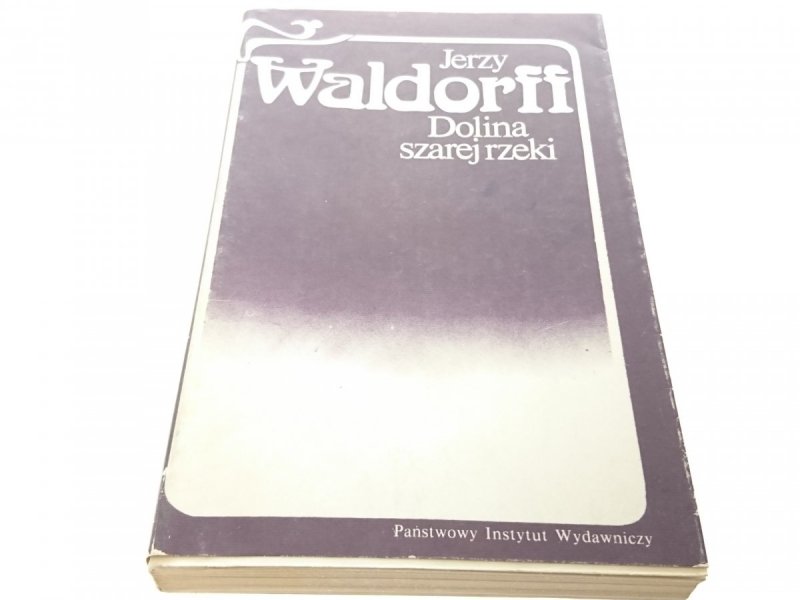 Jerzy
Waldorff
Dolina
szarej rzeki
Państwowy Instytut Wydawniczy